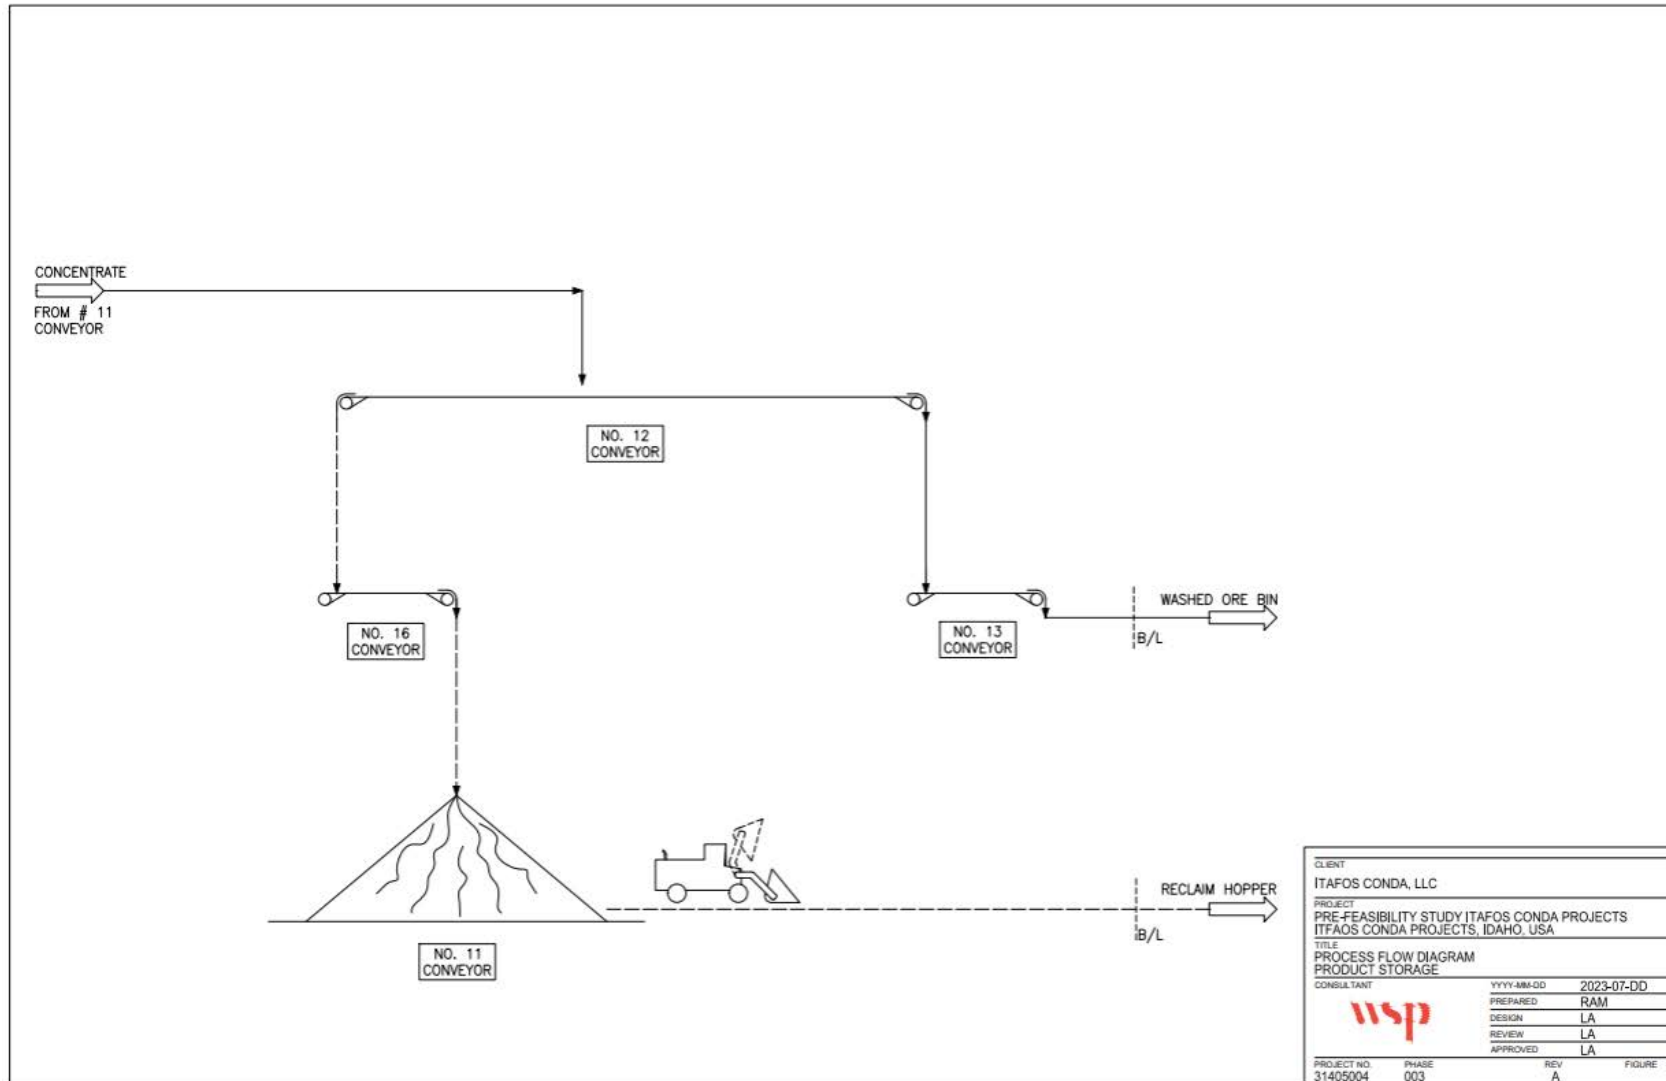 CONCENTRATE
FROM # 11
CONVEYOR
NO. 12
CONVEYOR
NO. 16
CONVEYOR
NO. 13
CONVEYOR
WASHED ORE BIN
B/L
RECLAIM HOPPER
B/L
NO. 11
CONVEYOR
CLIENT
ITAFOS CONDA, LLC
PROJECT
PRE-FEASIBILITY STUDY ITAFOS CONDA PROJECTS
ITFAOS CONDA PROJECTS, IDAHO, USA
TITLE
PROCESS FLOW DIAGRAM
PRODUCT STORAGE
CONSULTANT
wsp
YYYY-MM-DD 2023-07-DD
PREPARED RAM
DESIGN LA
REVIEW LA
APPROVED LA
PROJECT NO. PHASE REV FIGURE
31405004 003 A